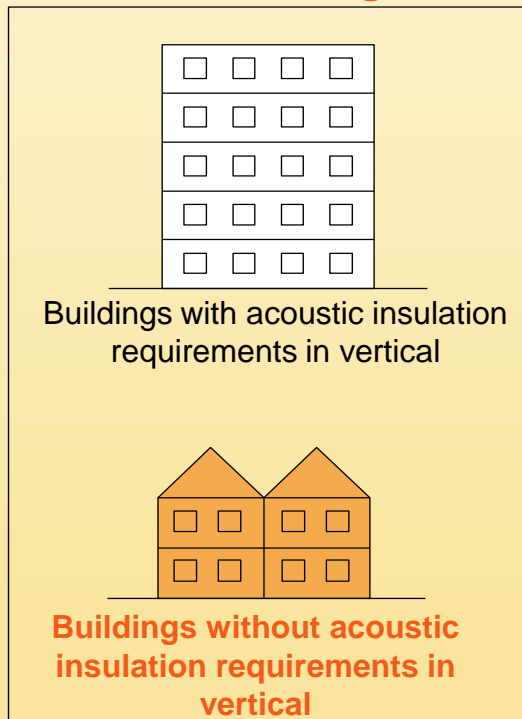 Buildings with acoustic insulation
requirements in vertical
Buildings without acoustic
insulation requirements in
vertical